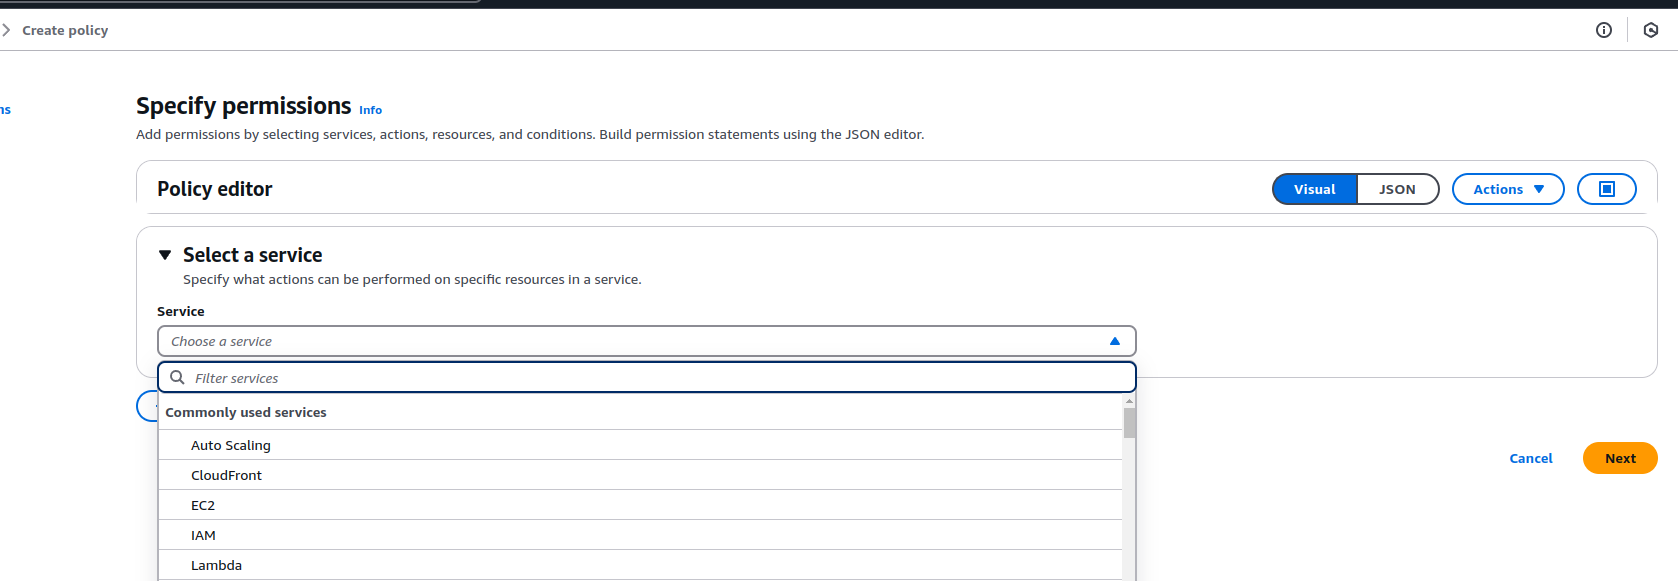 Create policy
ns
Specify permissions Info
Add permissions by selecting services, actions, resources, and conditions. Build permission statements using the JSON editor.
Policy editor
Visual JSON Actions
Select a service
Specify what actions can be performed on specific resources in a service.
Service
Choose a service
Filter services
Commonly used services
Auto Scaling
CloudFront
EC2
IAM
Lambda
Cancel Next